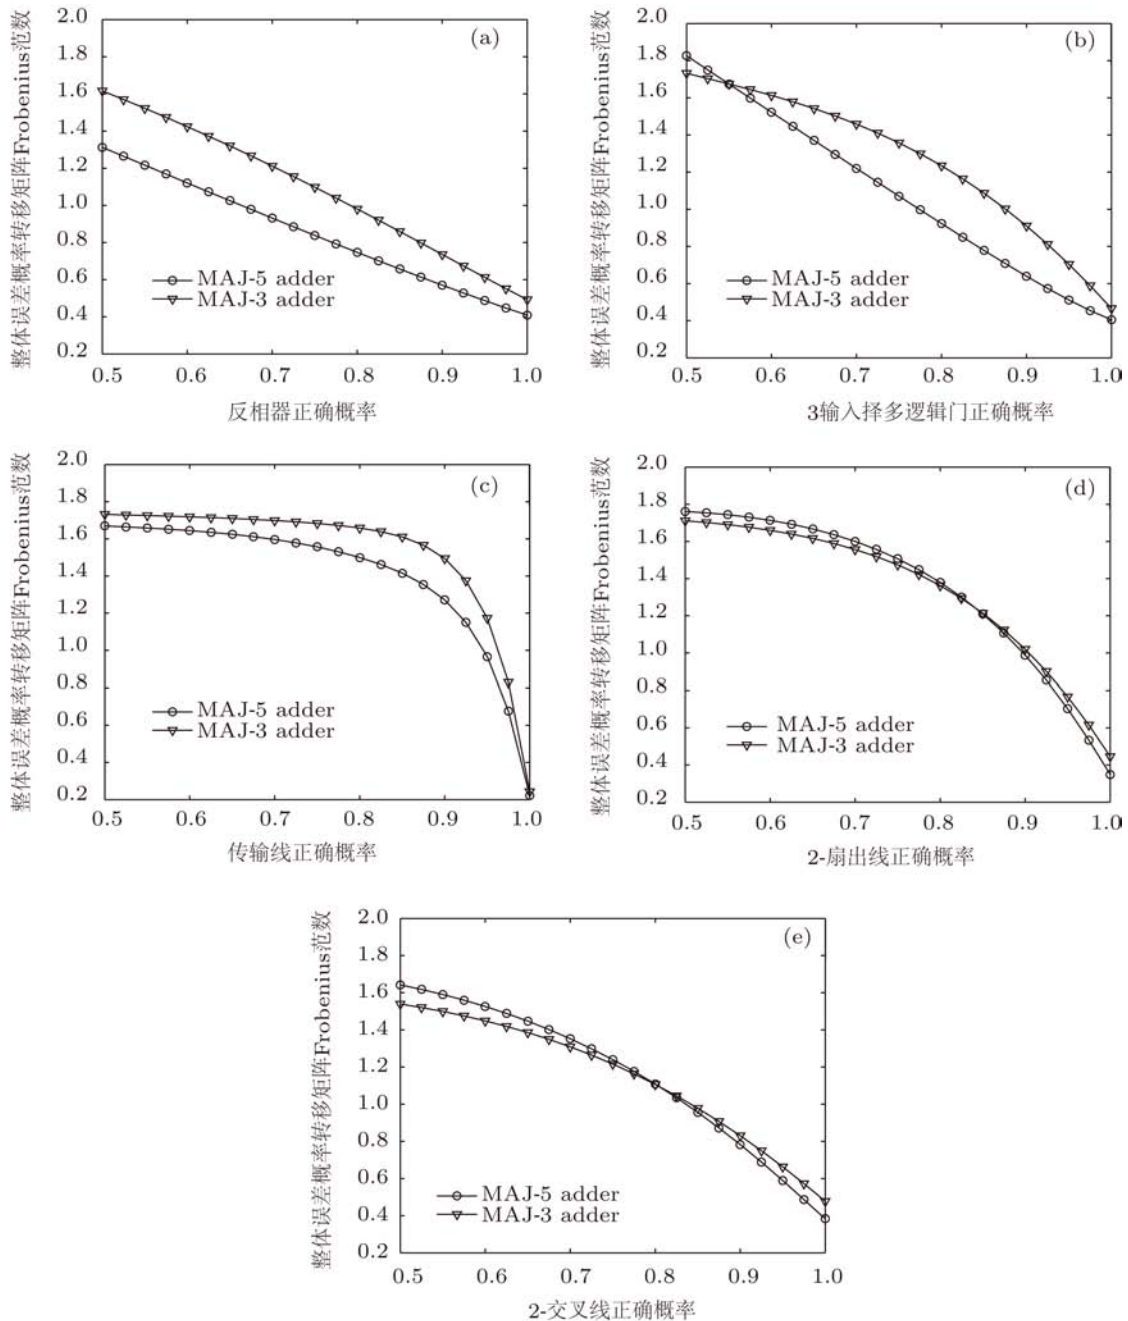 整体误差概率转移矩阵Frobenius范数
2.0
1.8
1.6
1.4
1.2
1.0
0.8
0.6
0.4
0.2
(a)
MAJ-5 adder
MAJ-3 adder
0.5 0.6 0.7 0.8 0.9 1.0
反相器正确概率
整体误差概率转移矩阵Frobenius范数
2.0
1.8
1.6
1.4
1.2
1.0
0.8
0.6
0.4
0.2
(b)
MAJ-5 adder
MAJ-3 adder
0.5 0.6 0.7 0.8 0.9 1.0
3输入择多逻辑门正确概率
整体误差概率转移矩阵Frobenius范数
2.0
1.8
1.6
1.4
1.2
1.0
0.8
0.6
0.4
0.2
(c)
MAJ-5 adder
MAJ-3 adder
0.5 0.6 0.7 0.8 0.9 1.0
传输线正确概率
整体误差概率转移矩阵Frobenius范数
2.0
1.8
1.6
1.4
1.2
1.0
0.8
0.6
0.4
0.2
(d)
MAJ-5 adder
MAJ-3 adder
0.5 0.6 0.7 0.8 0.9 1.0
2-扇出线正确概率
整体误差概率转移矩阵Frobenius范数
2.0
1.8
1.6
1.4
1.2
1.0
0.8
0.6
0.4
0.2
(e)
MAJ-5 adder
MAJ-3 adder
0.5 0.6 0.7 0.8 0.9 1.0
2-交叉线正确概率